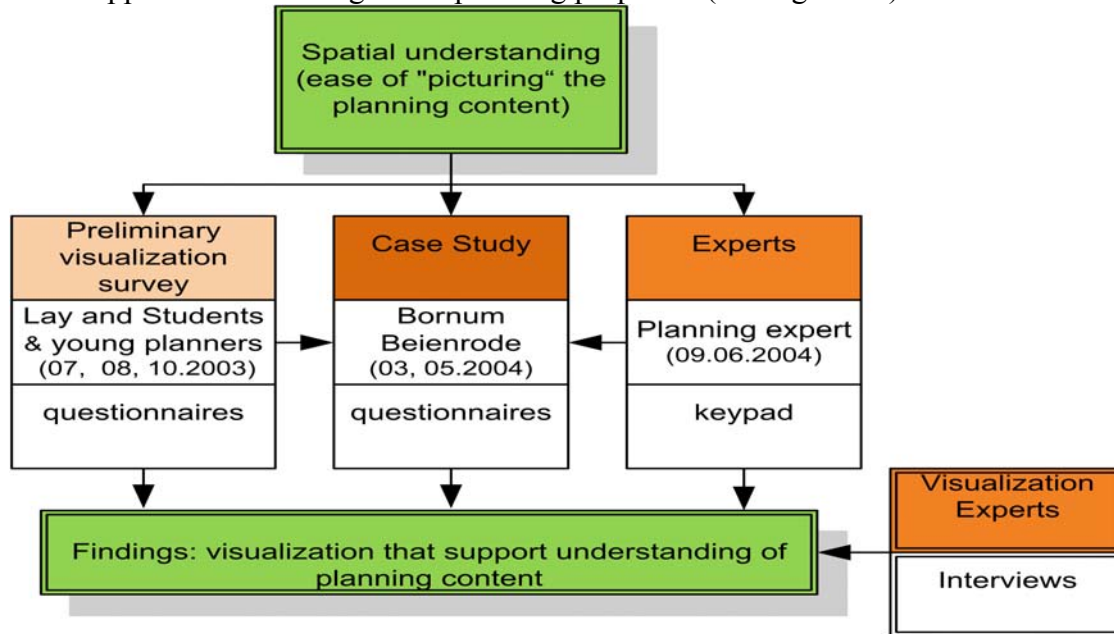 Spatial understanding
(ease of "picturing“ the
planning content)
Preliminary
visualization
survey
Lay and Students
& young planners
(07, 08, 10.2003)
questionnaires
Case Study
Bornum
Beienrode
(03, 05.2004)
questionnaires
Experts
Planning expert
(09.06.2004)
keypad
Visualization
Experts
Interviews
Findings: visualization that support understanding of
planning content